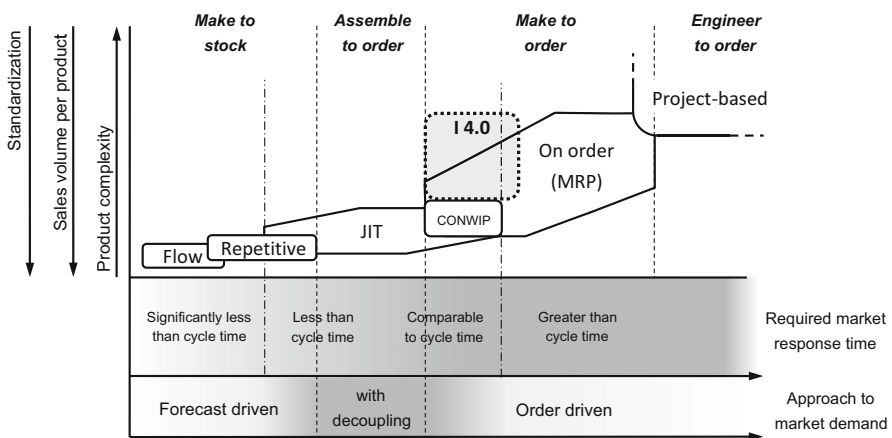 Make to
stock
Assemble
to order
Make to
order
Engineer
to order
Standardization
Sales volume per product
Product complexity
Project-based
I 4.0
On order
(MRP)
CONWIP
JIT
Repetitive
Flow
Significantly less
than cycle time
Less than
cycle time
Comparable
to cycle time
Greater than
cycle time
Required market
response time
Forecast driven
with
decoupling
Order driven
Approach to
market demand